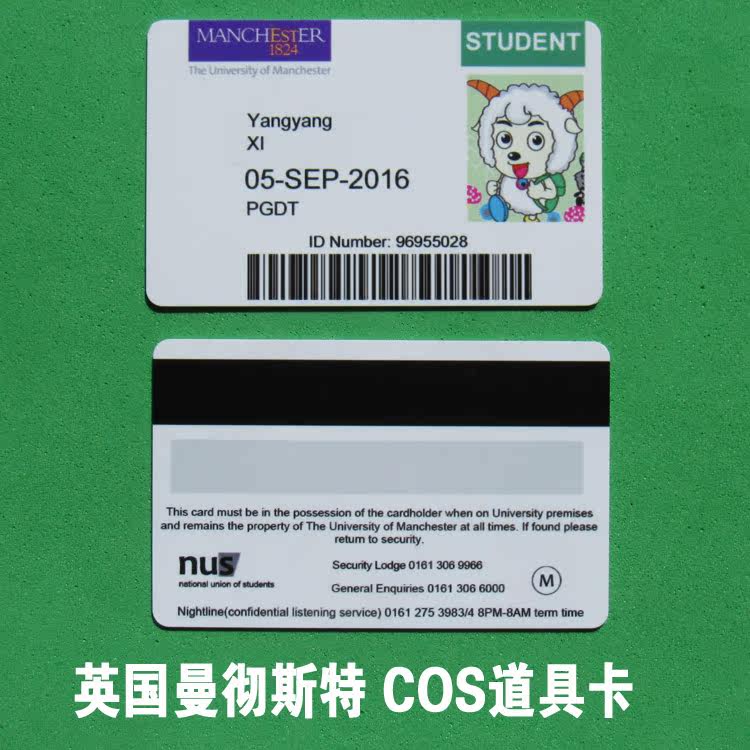 MANCHESTER
1824
The University of Manchester
STUDENT
Yangyang
XI
05-SEP-2016
PGDT
ID Number: 96955028
This card must be in the possession of the cardholder when on University premises
and remains the property of The University of Manchester at all times. If found please
return to security.
nus
national union of students
Security Lodge 0161 306 9966
General Enquiries 0161 306 6000
M
Nightline(confidential listening service) 0161 275 3983/4 8PM-8AM term time
英国曼彻斯特 COS道具卡